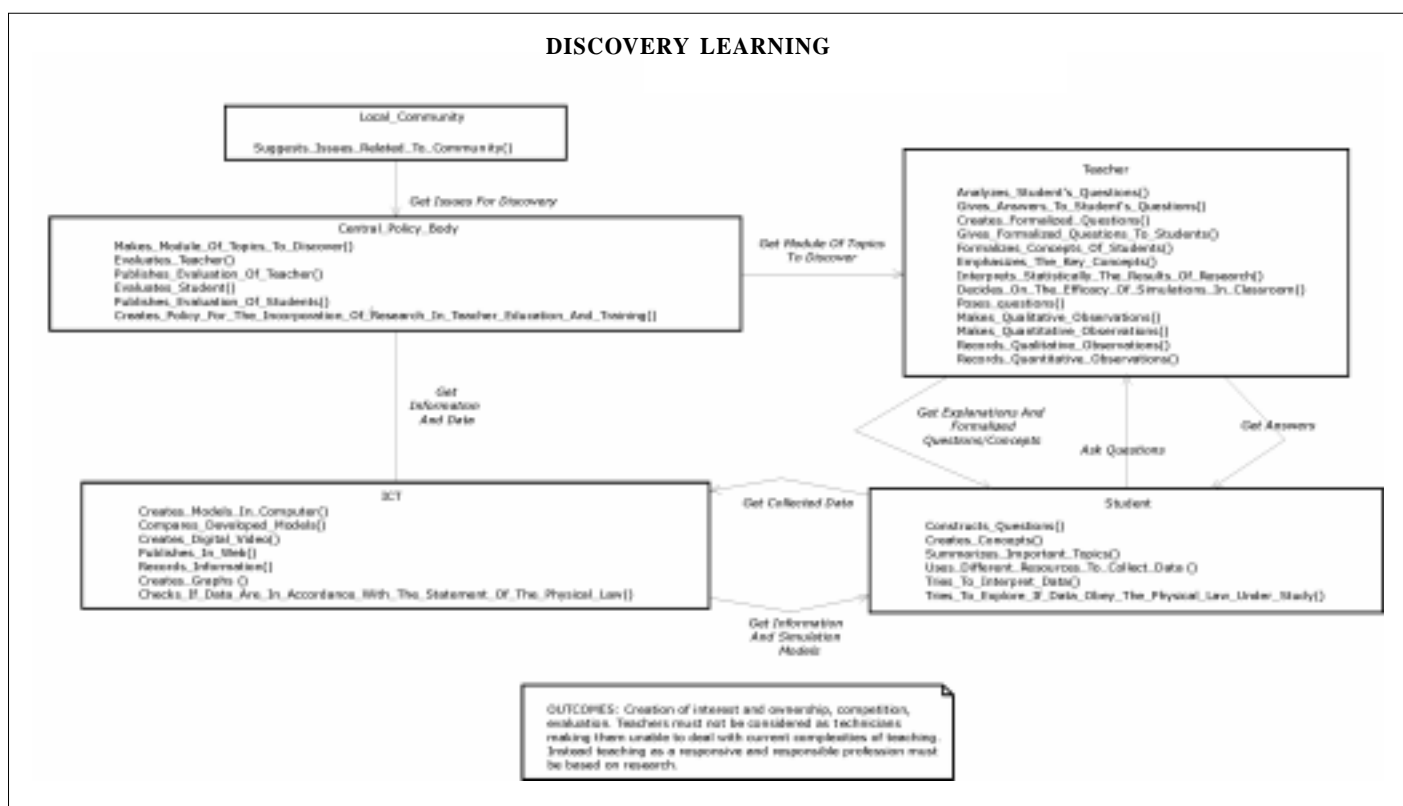 DISCOVERY LEARNING
Local_Community
Suggests_Issues_Releted_To_Community()
Get Issues For Discovery
Central_Policy_Body
Makes_Module_Of_Topics_To_Discover()
Evaluates_Teacher()
Publishes_Evaluation_Of_Teacher()
Evaluates_Student()
Publishes_Evaluation_Of_Students()
Creates_Policy_For_The_Incorporation_Of_Research_In_Teacher_Education_And_Training()
Get Module Of Topics
To Discover
Teacher
Analyzes_Student's_Questions()
Gives_Answers_To_Student's_Questions()
Creates_Formalized_Questions()
Gives_Formalized_Questions_To_Students()
Formalizes_Concepts_Of_Students()
Emphasizes_The_Key_Concepts()
Interprets_Statistically_The_Results_Of_Research()
Decides_On_The_Efficacy_Of_Simulations_In_Classroom()
Poses_questions()
Makes_Qualitative_Observations()
Makes_Quantitative_Observations()
Records_Qualitative_Observations()
Records_Quantitative_Observations()
Get
Information
And Data
Get Explanations And
Formalized
Questions/Concepts
Ask Questions
Get Answers
ICT
Creates_Models_In_Computer()
Compares_Developed_Models()
Creates_Digital_Video()
Publishes_In_Web()
Records_Information()
Creates_Graphs ()
Checks_If_Data_Are_In_Accordance_With_The_Statement_Of_The_Physical_Law()
Get Collected Data
Student
Constructs_Questions()
Creates_Concepts()
Summarizes_Important_Topics()
Uses_Different_Resources_To_Collect_Data ()
Tries_To_Interpret_Data()
Tries_To_Explore_If_Data_Obey_The_Physical_Law_Under_Study()
Get Information
And Simulation
Models
OUTCOMES: Creation of interest and ownership, competition,
evaluation. Teachers must not be considered as technicians
making them unable to deal with current complexities of teaching.
Instead teaching as a responsive and responsible profession must
be based on research.